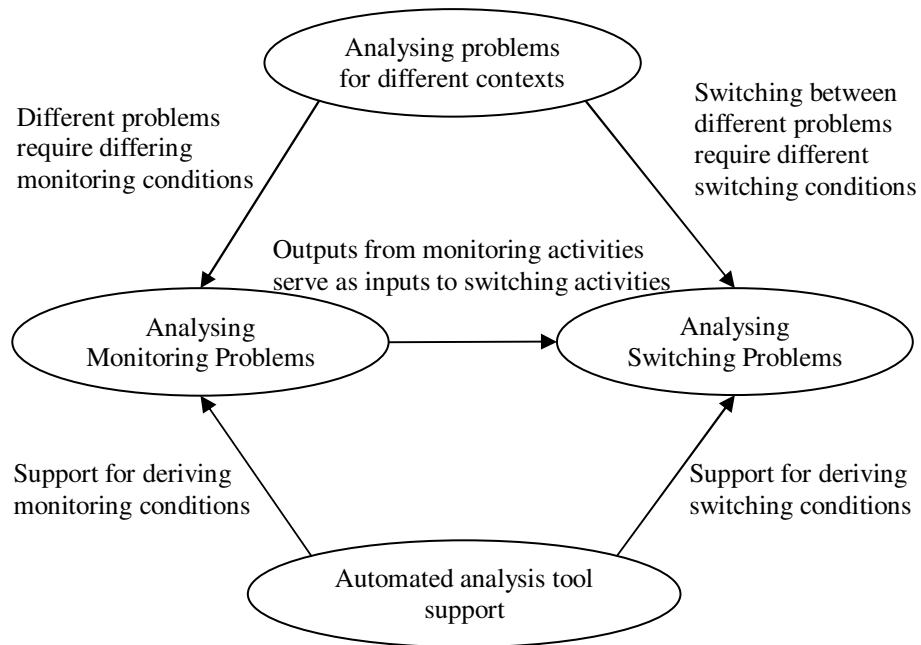 Analysing problems
for different contexts
Different problems
require differing
monitoring conditions
Switching between
different problems
require different
switching conditions
Outputs from monitoring activities
serve as inputs to switching activities
Analysing
Monitoring Problems
Analysing
Switching Problems
Support for deriving
monitoring conditions
Support for deriving
switching conditions
Automated analysis tool
support